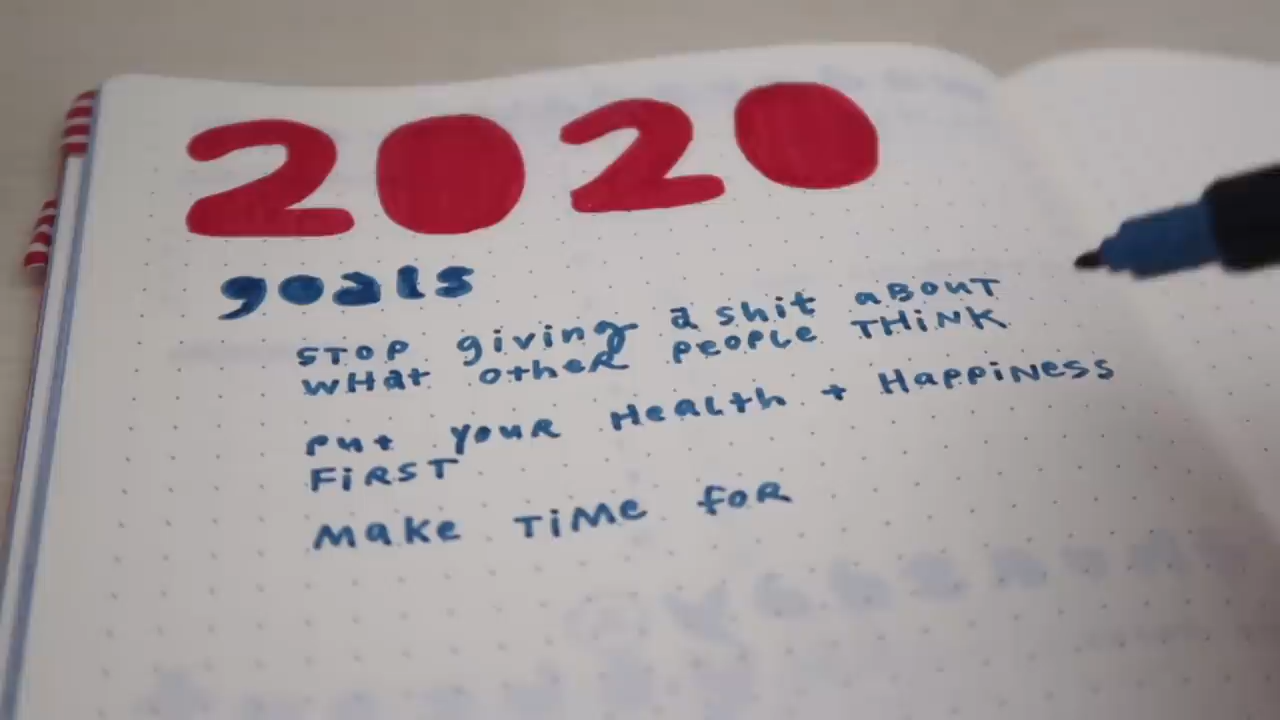 2020
goals
STOP giving a shit ABOUT
WHat otheR PEOPLE THiNK
Put YOUR HeaLth + HaPPiNess
FiRST
Make TiMe foR